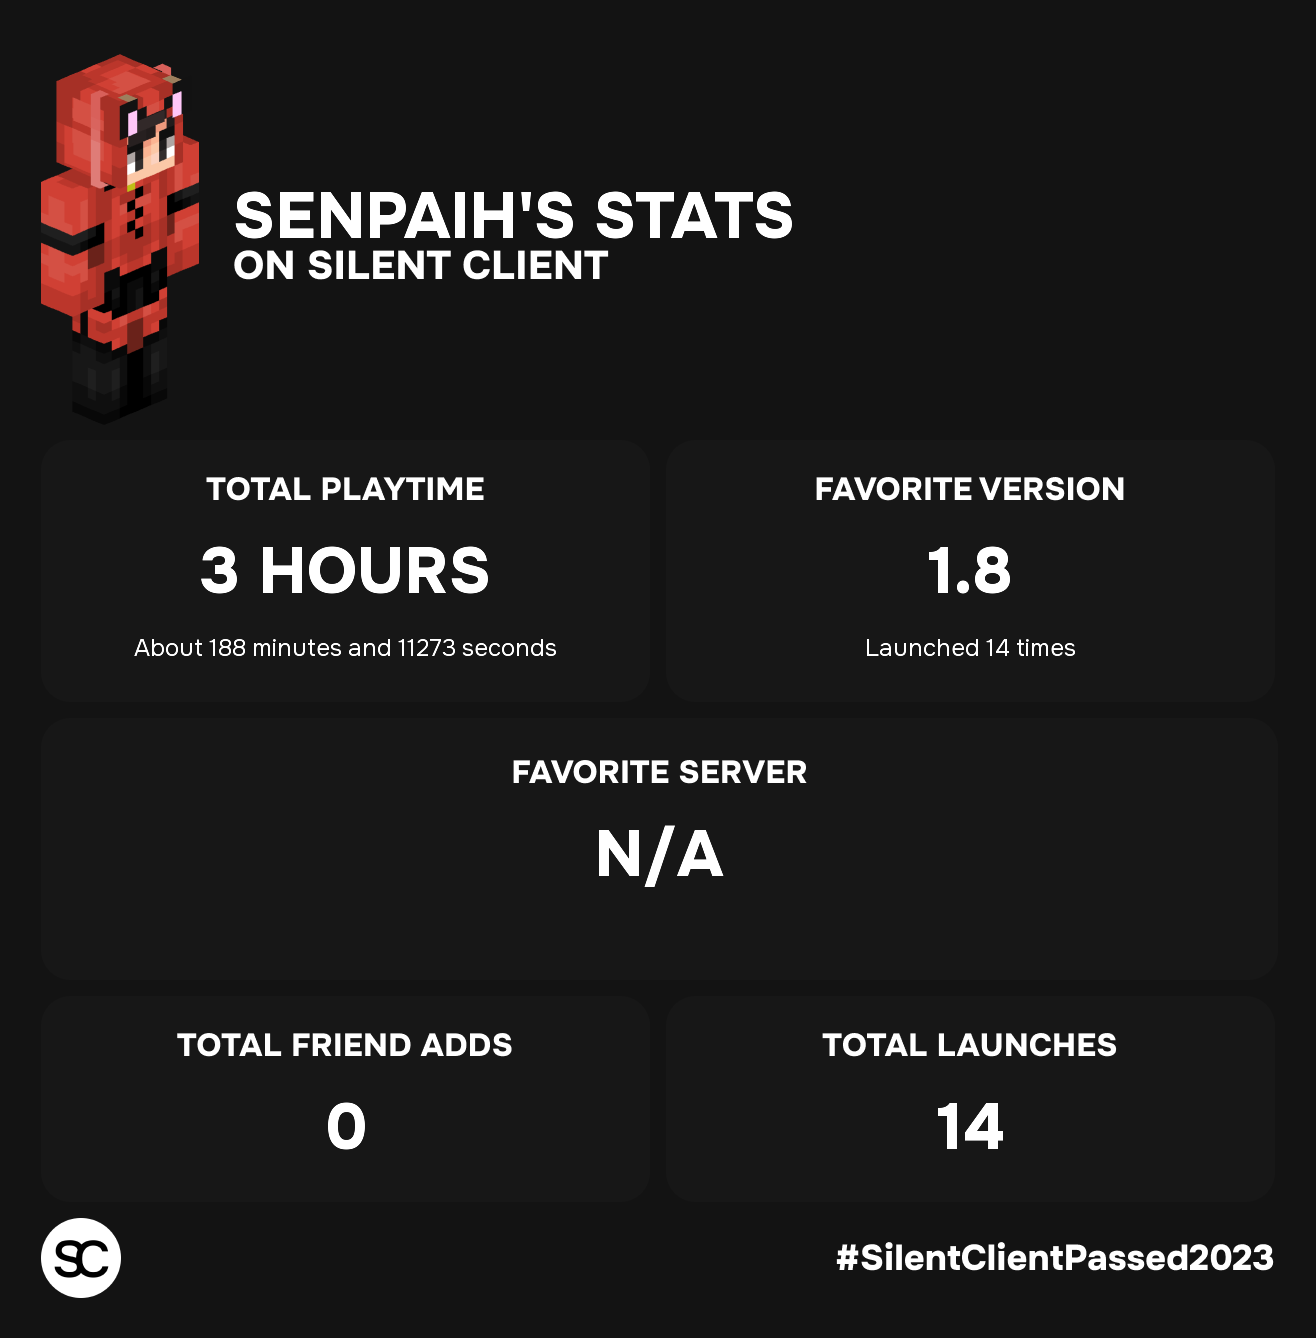 SENPAIH'S STATS
ON SILENT CLIENT
TOTAL PLAYTIME
3 HOURS
About 188 minutes and 11273 seconds
FAVORITE VERSION
1.8
Launched 14 times
FAVORITE SERVER
N/A
TOTAL FRIEND ADDS
0
TOTAL LAUNCHES
14
SC
#SilentClientPassed2023